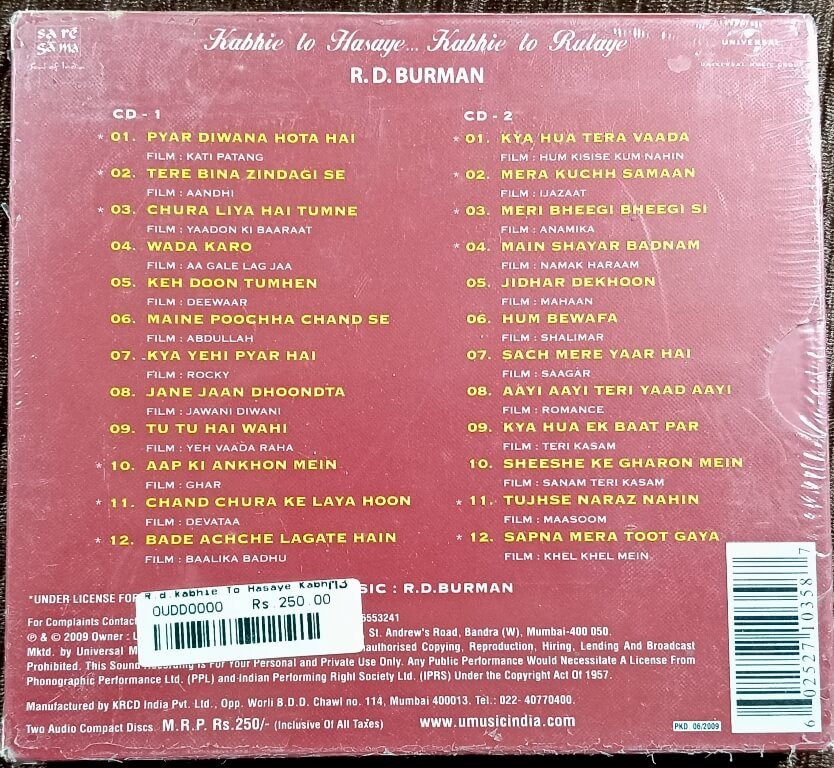 sa re
ga ma
Soul of India
Kabhie to Hasaye... Kabhie to Rulaye
R. D. BURMAN
UNIVERSAL
UNIVERSAL MUSIC GROUP
CD - 1
* 01. PYAR DIWANA HOTA HAI
FILM : KATI PATANG
* 02. TERE BINA ZINDAGI SE
FILM : AANDHI
* 03. CHURA LIYA HAI TUMNE
FILM : YAADON KI BAARAAT
04. WADA KARO
FILM : AA GALE LAG JAA
05. KEH DOON TUMHEN
FILM : DEEWAAR
06. MAINE POOCHHA CHAND SE
FILM : ABDULLAH
07. KYA YEHI PYAR HAI
FILM : ROCKY
08. JANE JAAN DHOONDTA
FILM : JAWANI DIWANI
09. TU TU HAI WAHI
FILM : YEH VAADA RAHA
* 10. AAP KI ANKHON MEIN
FILM : GHAR
* 11. CHAND CHURA KE LAYA HOON
FILM : DEVATAA
* 12. BADE ACHCHE LAGATE HAIN
FILM : BAALIKA BADHU
CD - 2
* 01. KYA HUA TERA VAADA
FILM : HUM KISISE KUM NAHIN
* 02. MERA KUCHH SAMAAN
FILM : IJAZAAT
* 03. MERI BHEEGI BHEEGI SI
FILM : ANAMIKA
* 04. MAIN SHAYAR BADNAM
FILM : NAMAK HARAAM
05. JIDHAR DEKHOON
FILM : MAHAAN
06. HUM BEWAFA
FILM : SHALIMAR
07. SACH MERE YAAR HAI
FILM : SAAGAR
08. AAYI AAYI TERI YAAD AAYI
FILM : ROMANCE
09. KYA HUA EK BAAT PAR
FILM : TERI KASAM
10. SHEESHE KE GHARON MEIN
FILM : SANAM TERI KASAM
* 11. TUJHSE NARAZ NAHIN
FILM : MAASOOM
* 12. SAPNA MERA TOOT GAYA
FILM : KHEL KHEL MEIN
*UNDER LICENSE FOR
: R.D.BURMAN
R.d.kabhie To Hasaye Kabh
OUDD0000 Rs.250.00
For Complaints Contac 5553241
℗ & © 2009 Owner : St. Andrew's Road, Bandra (W), Mumbai-400 050.
Mktd. by Universal M Copying, Reproduction, Hiring, Lending And Broadcast
Prohibited. This Sound Recording Is For Your Personal and Private Use Only. Any Public Performance Would Necessilate A License From
Phonographic Performance Ltd. (PPL) and-Indian Performing Right Society Ltd. (IPRS) Under the Copyright Act Of 1957.
Manufactured by KRCD India Pvt. Ltd., Opp. Worli B.D.D. Chawl no. 114, Mumbai 400013. Tel.: 022- 40770400.
Two Audio Compact Discs. M.R.P. Rs.250/- (Inclusive Of All Taxes) www.umusicindia.com
PKD. 06/2009
6 02527 10358 7